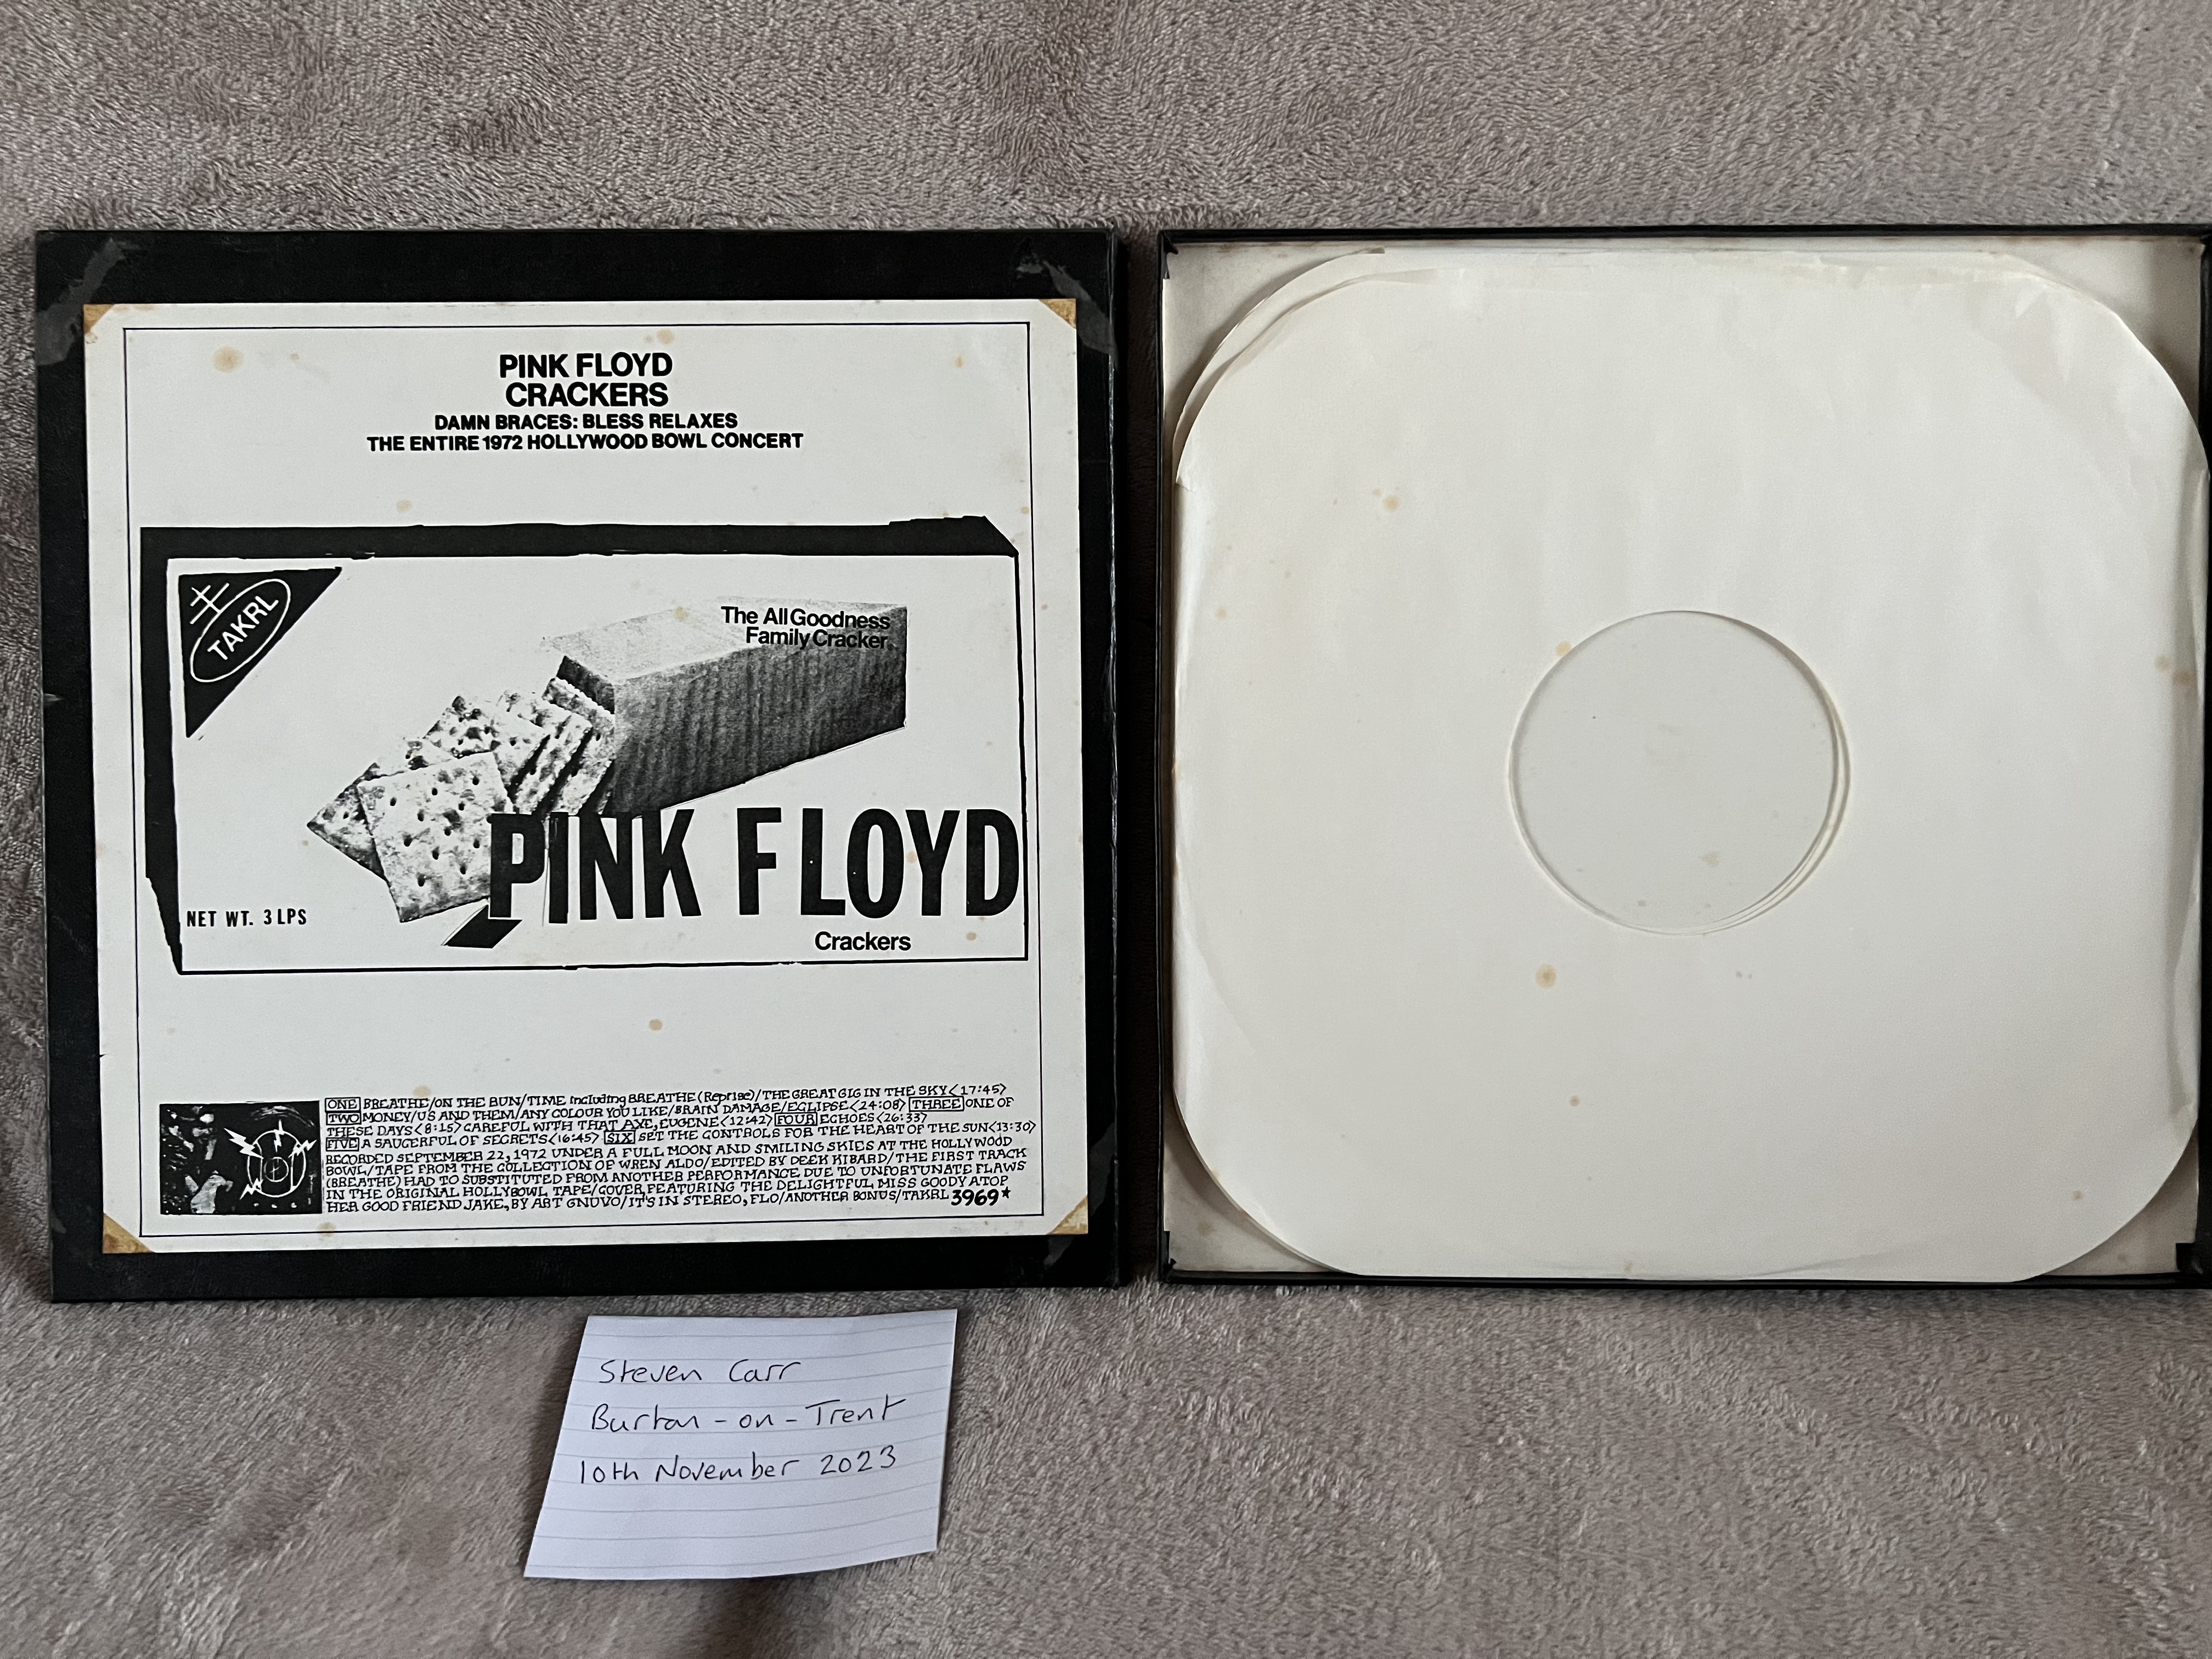 PINK FLOYD
CRACKERS
DAMN BRACES: BLESS RELAXES
THE ENTIRE 1972 HOLLYWOOD BOWL CONCERT
TAKRL
The All Goodness
Family Cracker
PINK FLOYD
NET WT. 3 LPS
Crackers
ONE BREATHE/ON THE BUN/TIME including BREATHE (Reprise)/THE GREAT GIG IN THE SKY<17:45>
TWO MONEY/US AND THEM/ANY COLOUR YOU LIKE/BRAIN DAMAGE/ECLIPSE<24:08> THREE ONE OF
THESE DAYS<8:15> CAREFUL WITH THAT AXE, EUGENE<12:42> FOUR ECHOES<26:33>
FIVE A SAUCERFUL OF SECRETS<16:45> SIX SET THE CONTROLS FOR THE HEART OF THE SUN<13:30>
RECORDED SEPTEMBER 22, 1972 UNDER A FULL MOON AND SMILING SKIES AT THE HOLLYWOOD
BOWL/TAPE FROM THE COLLECTION OF WREN ALDO/EDITED BY DEEK KIBARD/THE FIRST TRACK
(BREATHE) HAD TO SUBSTITUTED FROM ANOTHER PERFORMANCE DUE TO UNFORTUNATE FLAWS
IN THE ORIGINAL HOLLYBOWL TAPE/COVER FEATURING THE DELIGHTFUL MISS GOODY ATOP
HER GOOD FRIEND JAKE, BY ART GNUVO/IT'S IN STEREO, FLO/ANOTHER BONUS/TAKRL 3969*
Steven Carr
Burton-on-Trent
10th November 2023